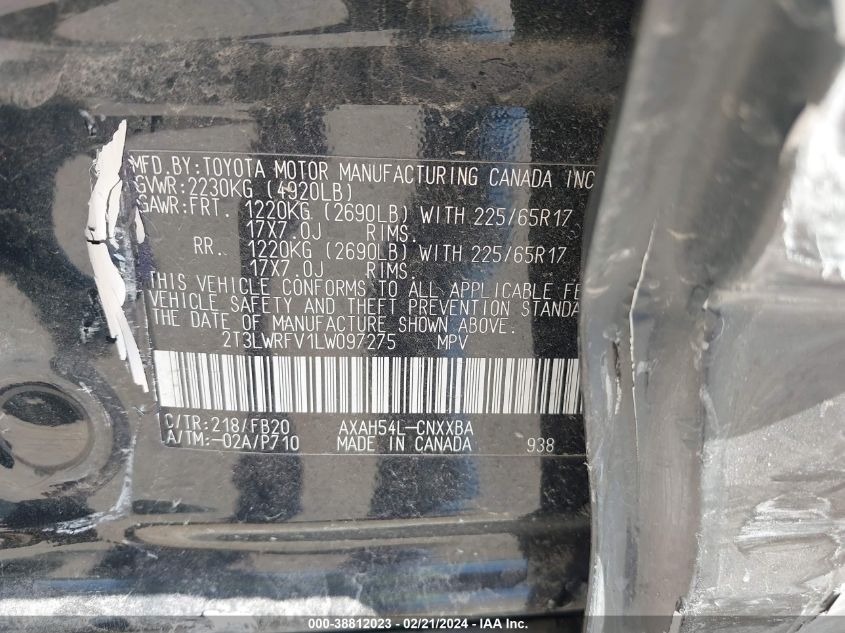 MFD.BY:TOYOTA MOTOR MANUFACTURING CANADA INC
GVWR:2230KG (4920LB)
GAWR:FRT. 1220KG (2690LB) WITH 225/65R17
17X7.0J RIMS.
RR.. 1220KG (2690LB) WITH 225/65R17
17X7.0J RIMS.
THIS VEHICLE CONFORMS TO ALL APPLICABLE FE
VEHICLE SAFETY AND THEFT PREVENTION STANDA
THE DATE OF MANUFACTURE SHOWN ABOVE.
2T3LWRFV1LW097275 MPV
C/TR:218/FB20 AXAH54L-CNXXBA
A/TM:-02A/P710 MADE IN CANADA 938
000-38812023 - 02/21/2024 - IAA Inc.